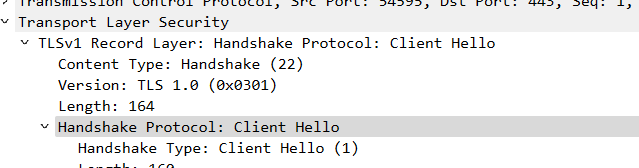 Transmission Control Protocol, Src Port: 54595, Dst Port: 443, Seq: 1,
Transport Layer Security
TLSv1 Record Layer: Handshake Protocol: Client Hello
Content Type: Handshake (22)
Version: TLS 1.0 (0x0301)
Length: 164
Handshake Protocol: Client Hello
Handshake Type: Client Hello (1)
Length: 160